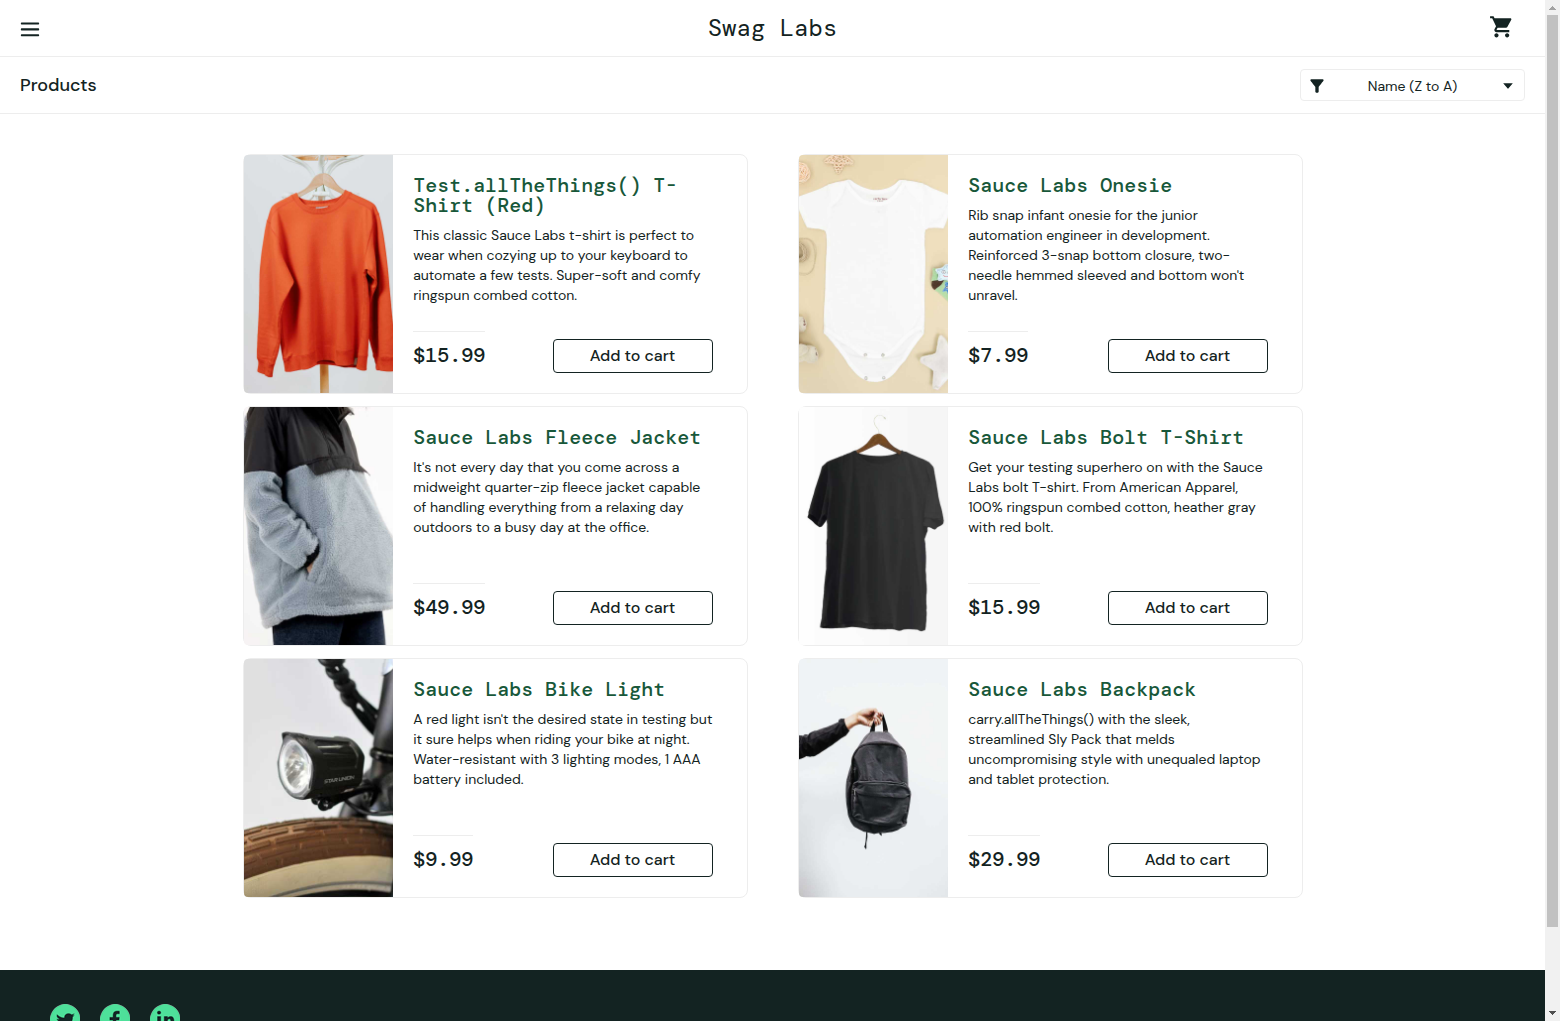 Swag Labs
Products
Name (Z to A)
Test.allTheThings() T-
Shirt (Red)
This classic Sauce Labs t-shirt is perfect to
wear when cozying up to your keyboard to
automate a few tests. Super-soft and comfy
ringspun combed cotton.
$15.99
Add to cart
Sauce Labs Onesie
Rib snap infant onesie for the junior
automation engineer in development.
Reinforced 3-snap bottom closure, two-
needle hemmed sleeved and bottom won't
unravel.
$7.99
Add to cart
Sauce Labs Fleece Jacket
It's not every day that you come across a
midweight quarter-zip fleece jacket capable
of handling everything from a relaxing day
outdoors to a busy day at the office.
$49.99
Add to cart
Sauce Labs Bolt T-Shirt
Get your testing superhero on with the Sauce
Labs bolt T-shirt. From American Apparel,
100% ringspun combed cotton, heather gray
with red bolt.
$15.99
Add to cart
Sauce Labs Bike Light
A red light isn't the desired state in testing but
it sure helps when riding your bike at night.
Water-resistant with 3 lighting modes, 1 AAA
battery included.
$9.99
Add to cart
STAR UNION
Sauce Labs Backpack
carry.allTheThings() with the sleek,
streamlined Sly Pack that melds
uncompromising style with unequaled laptop
and tablet protection.
$29.99
Add to cart